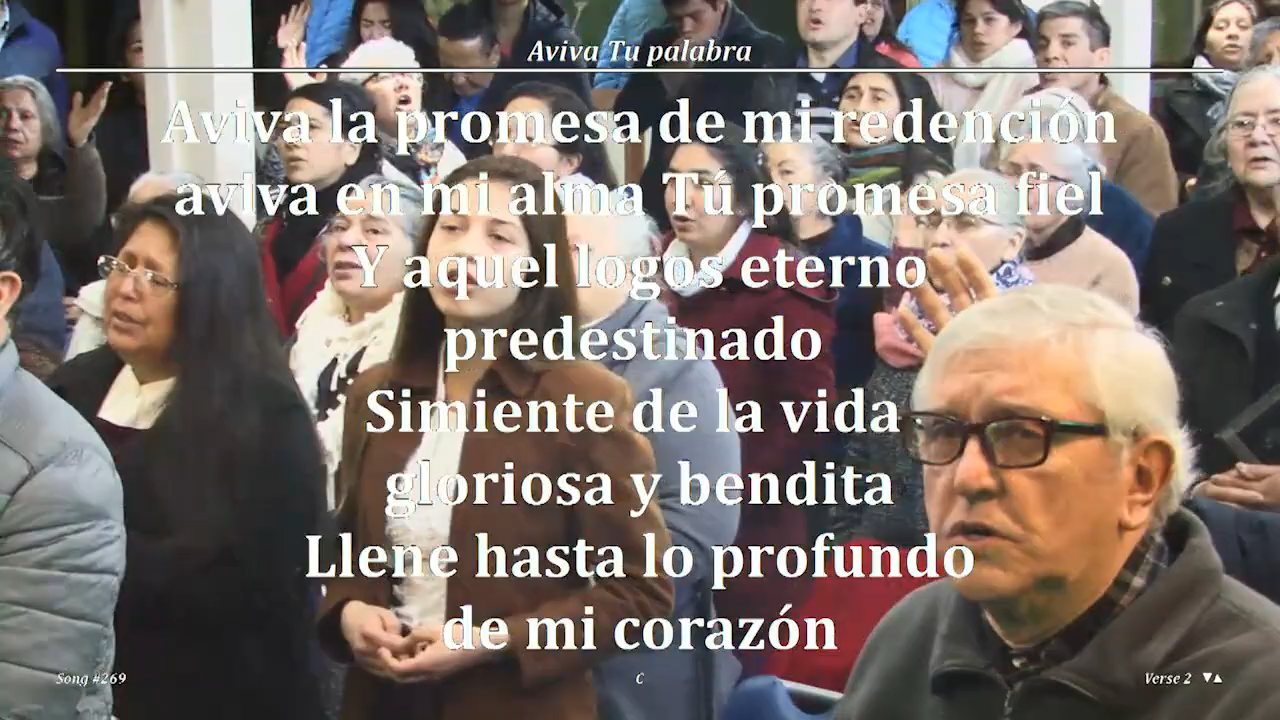 Aviva Tu palabra
Aviva la promesa de mi redención
aviva en mi alma Tú promesa fiel
Y aquel logos eterno
predestinado
Simiente de la vida
gloriosa y bendita
Llene hasta lo profundo
de mi corazón
Song #269
C
Verse 2 ▼▲